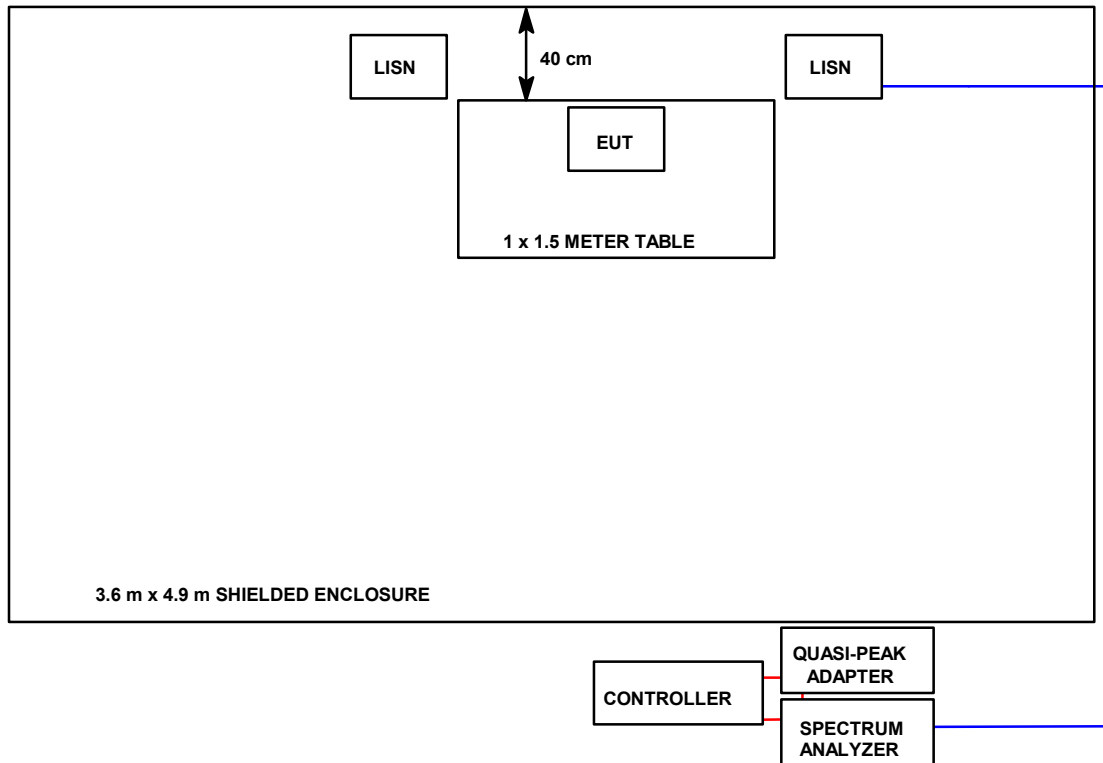 LISN
40 cm
LISN
EUT
1 x 1.5 METER TABLE
3.6 m x 4.9 m SHIELDED ENCLOSURE
QUASI-PEAK
ADAPTER
CONTROLLER
SPECTRUM
ANALYZER